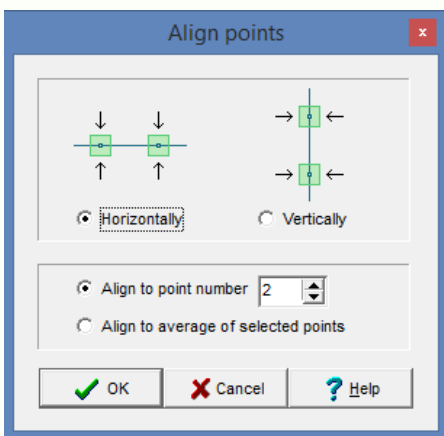 Align points
x
Horizontally Vertically
Align to point number 2
Align to average of selected points
OK Cancel Help